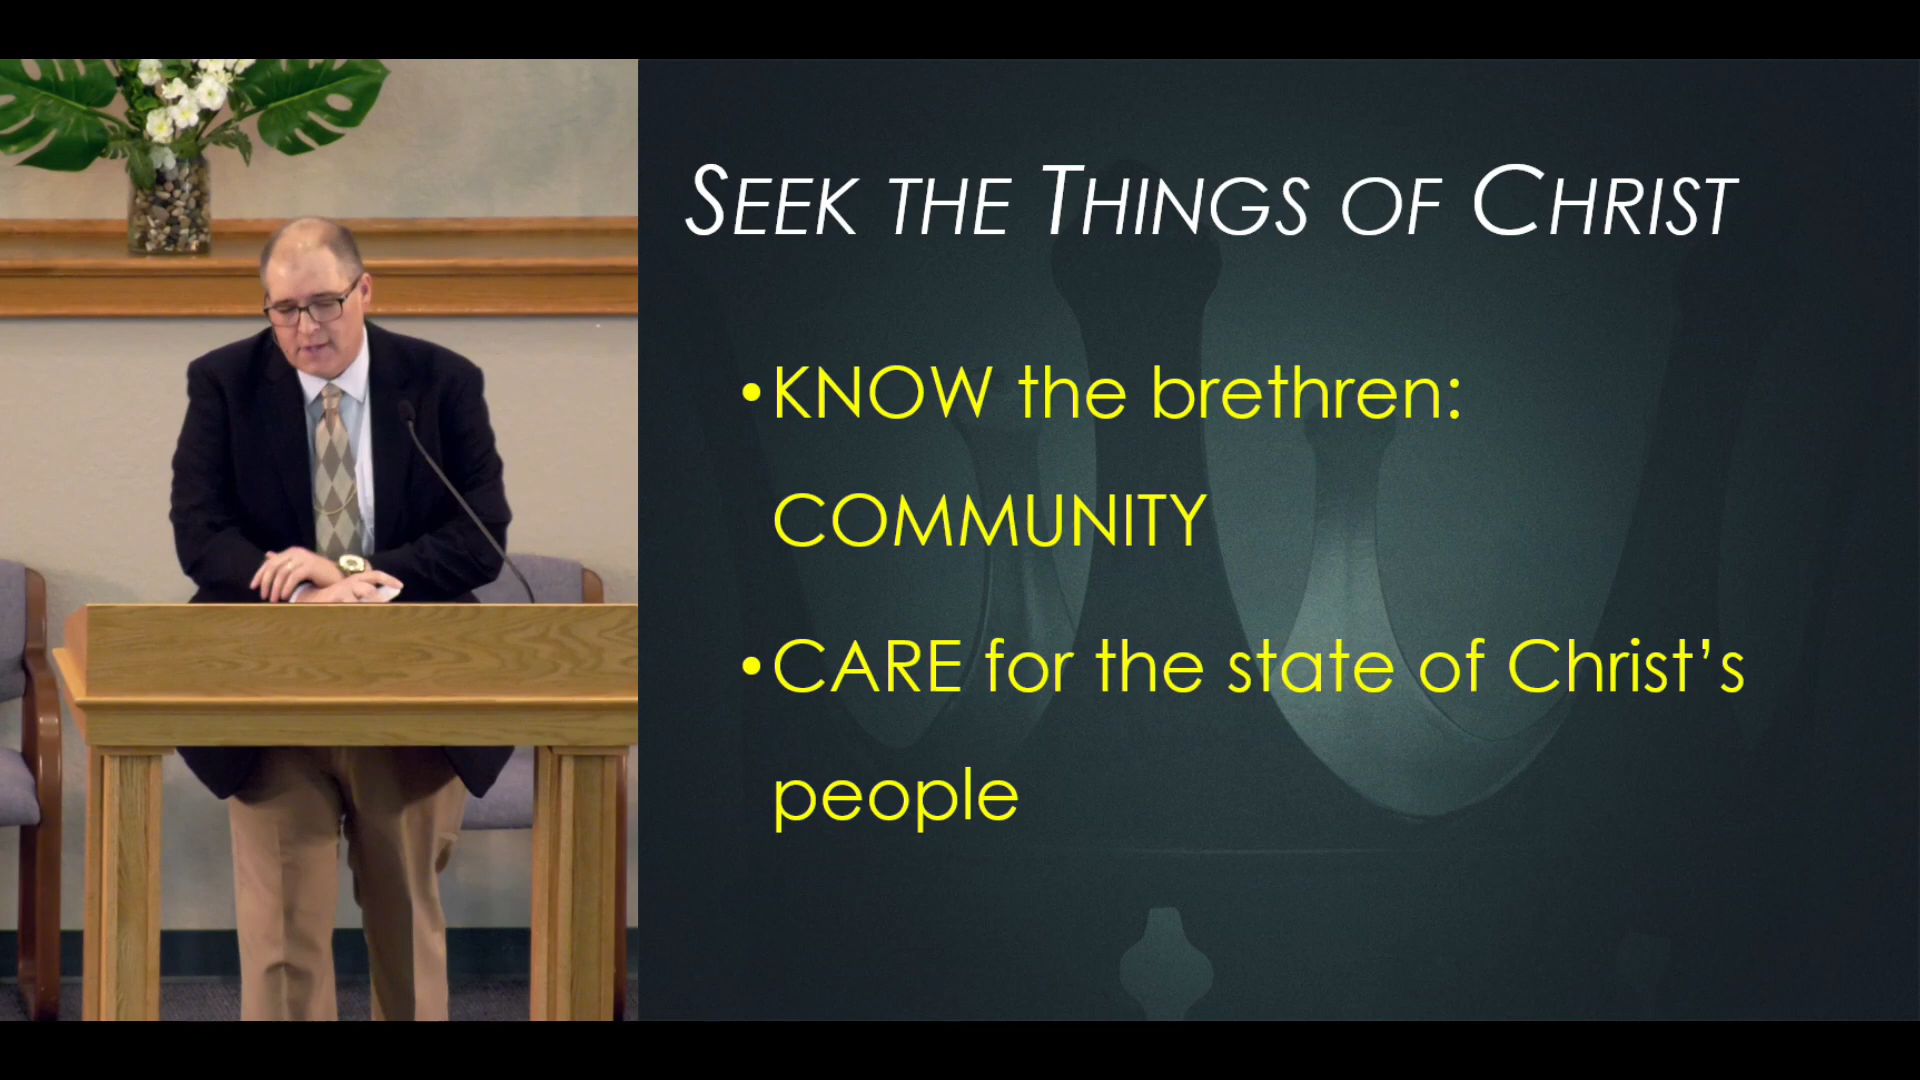 SEEK THE THINGS OF CHRIST
•KNOW the brethren:
COMMUNITY
•CARE for the state of Christ’s
people